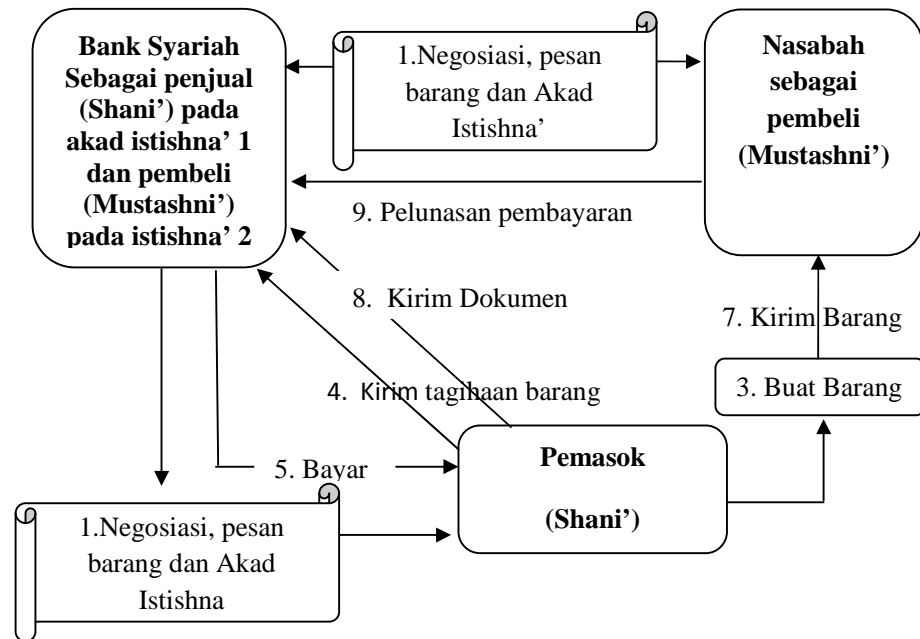 Bank Syariah
Sebagai penjual
(Shani’) pada
akad istishna’ 1
dan pembeli
(Mustashni’)
pada istishna’ 2
1.Negosiasi, pesan
barang dan Akad
Istishna’
Nasabah
sebagai
pembeli
(Mustashni’)
9. Pelunasan pembayaran
8. Kirim Dokumen
7. Kirim Barang
4. Kirim tagihaan barang
3. Buat Barang
5. Bayar
Pemasok
(Shani’)
1.Negosiasi, pesan
barang dan Akad
Istishna